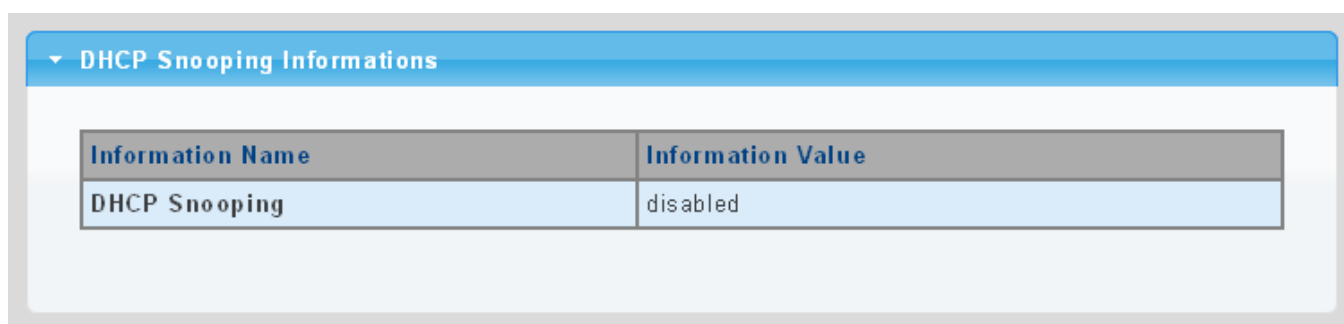 DHCP Snooping Informations
Information Name Information Value
DHCP Snooping disabled